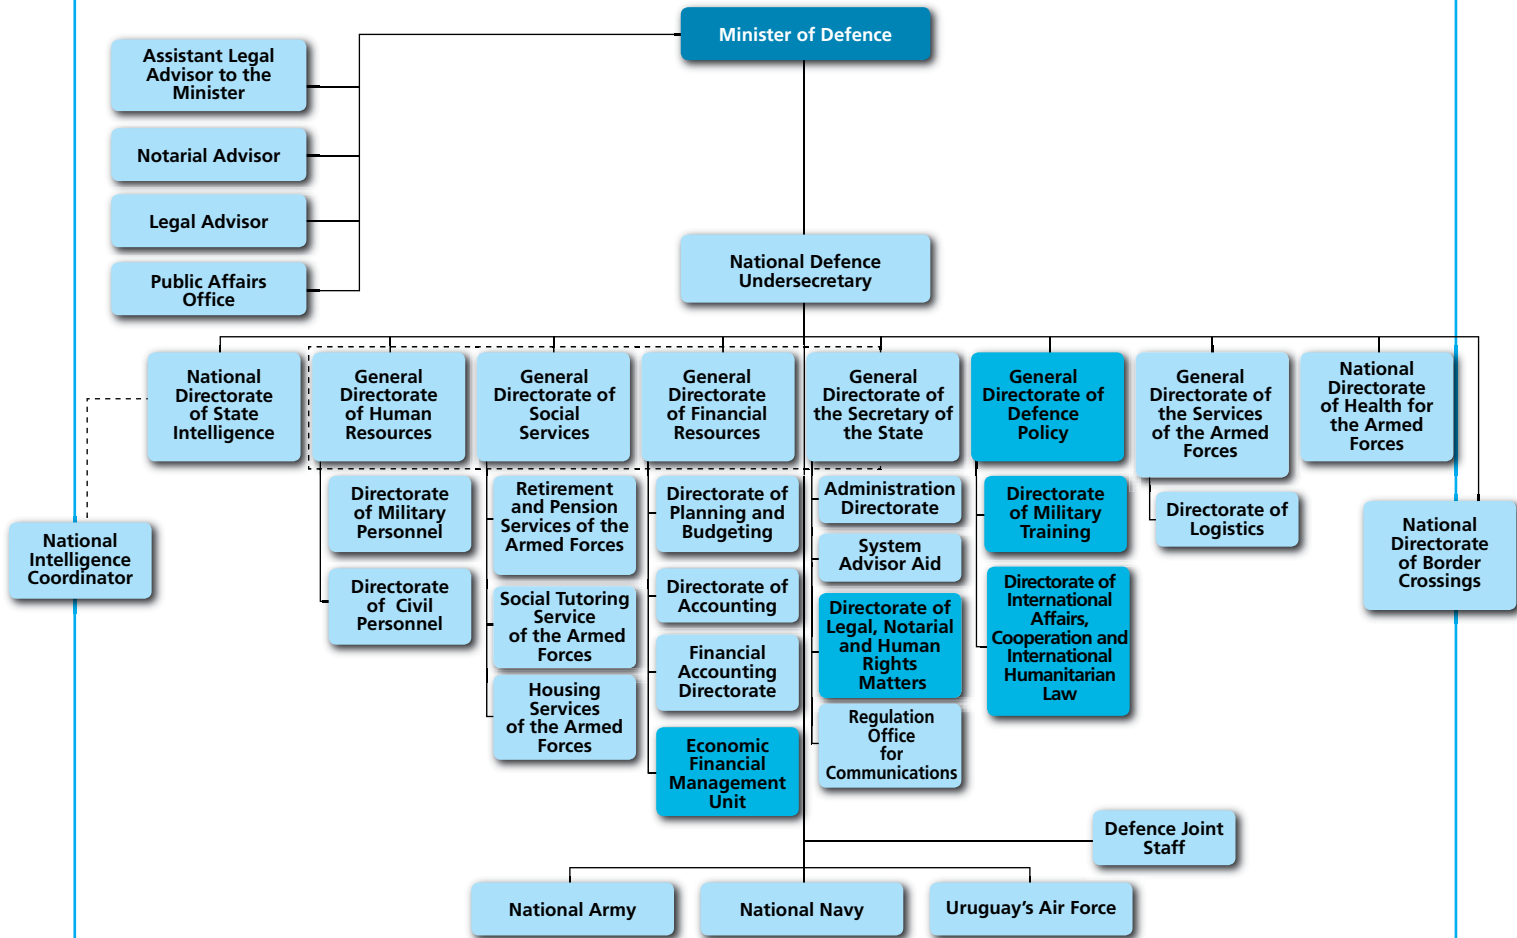 Minister of Defence
Assistant Legal
Advisor to the
Minister
Notarial Advisor
Legal Advisor
Public Affairs
Office
National Defence
Undersecretary
National
Directorate
of State
Intelligence
General
Directorate
of Human
Resources
General
Directorate of
Social
Services
General
Directorate
of Financial
Resources
General
Directorate of
the Secretary of
the State
General
Directorate of
Defence
Policy
General
Directorate of
the Services
of the Armed
Forces
National
Directorate
of Health for
the Armed
Forces
National
Intelligence
Coordinator
Directorate
of Military
Personnel
Directorate
of Civil
Personnel
Retirement
and Pension
Services of the
Armed Forces
Social Tutoring
Service
of the Armed
Forces
Housing
Services
of the Armed
Forces
Directorate of
Planning and
Budgeting
Directorate of
Accounting
Financial
Accounting
Directorate
Economic
Financial
Management
Unit
Administration
Directorate
System
Advisor Aid
Directorate of
Legal, Notarial
and Human
Rights
Matters
Regulation
Office
for
Communications
Directorate
of Military
Training
Directorate of
International
Affairs,
Cooperation and
International
Humanitarian
Law
Directorate of
Logistics
National
Directorate
of Border
Crossings
Defence Joint
Staff
National Army
National Navy
Uruguay's Air Force